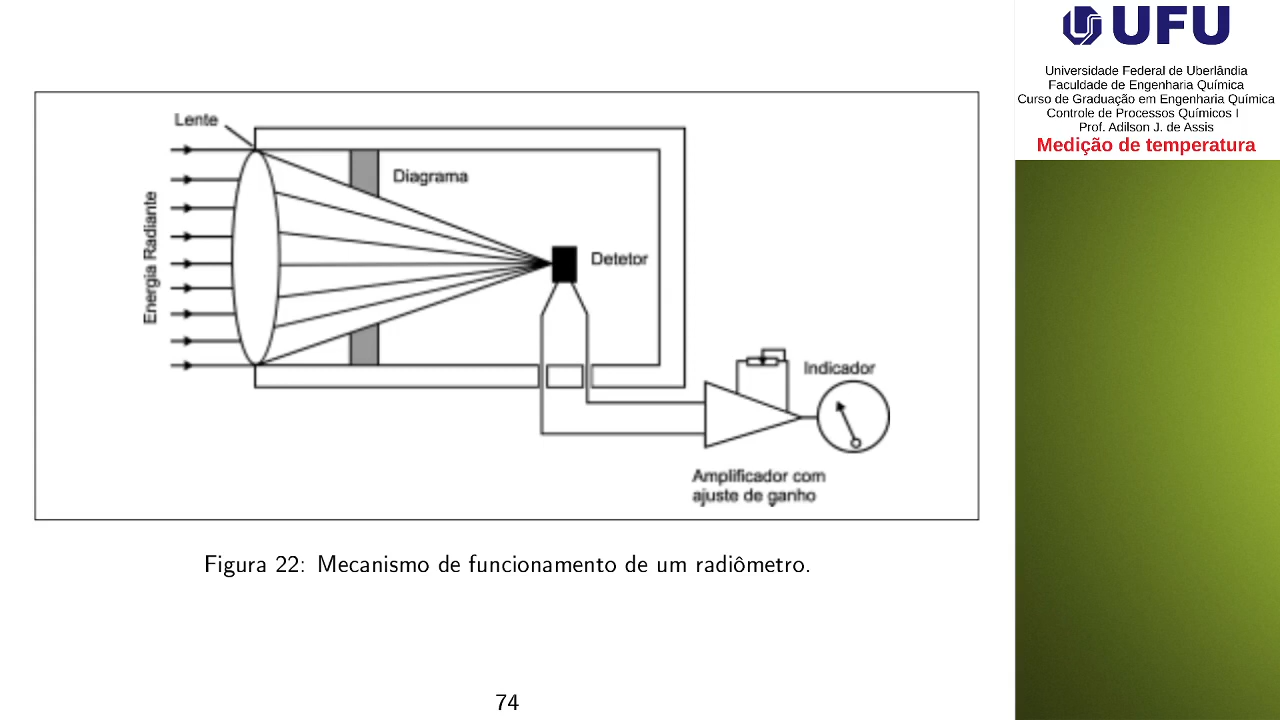 UFU
Universidade Federal de Uberlândia
Faculdade de Engenharia Química
Curso de Graduação em Engenharia Química
Controle de Processos Químicos I
Prof. Adilson J. de Assis
Medição de temperatura
Lente
Diagrama
Energia Radiante
Detetor
Indicador
Amplificador com
ajuste de ganho
Figura 22: Mecanismo de funcionamento de um radiômetro.
74